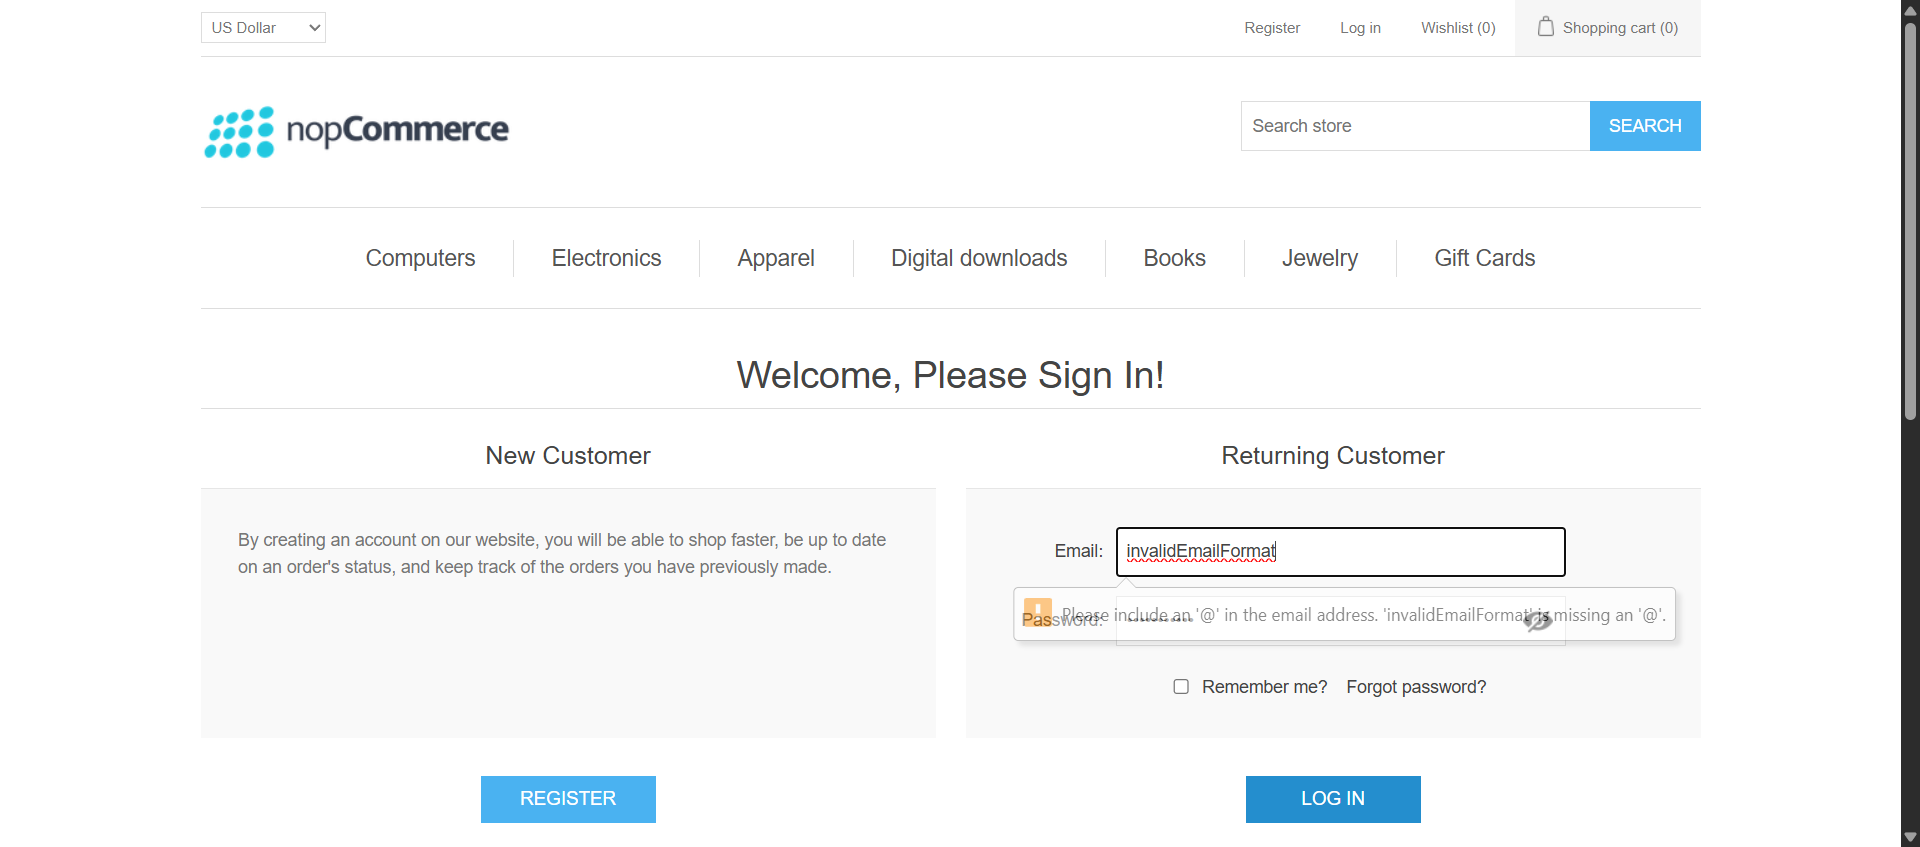 US Dollar
Register
Log in
Wishlist (0)
Shopping cart (0)
nopCommerce
Search store
SEARCH
Computers
Electronics
Apparel
Digital downloads
Books
Jewelry
Gift Cards
Welcome, Please Sign In!
New Customer
By creating an account on our website, you will be able to shop faster, be up to date
on an order's status, and keep track of the orders you have previously made.
REGISTER
Returning Customer
Email:
invalidEmailFormat
Please include an '@' in the email address. 'invalidEmailFormat' is missing an '@'.
Password:
Remember me?
Forgot password?
LOG IN